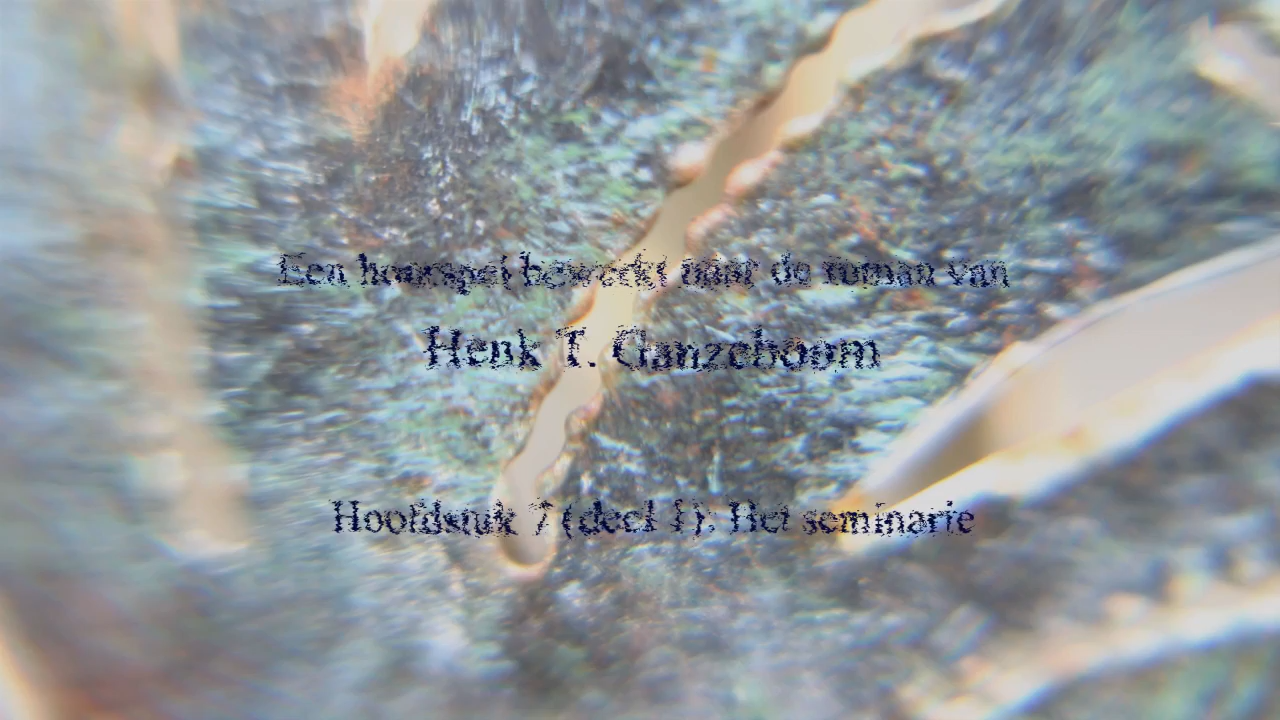 Een hoorspel bewerkt naar de roman van
Henk T. Ganzeboom
Hoofdstuk 7 (deel 1): Het seminarie